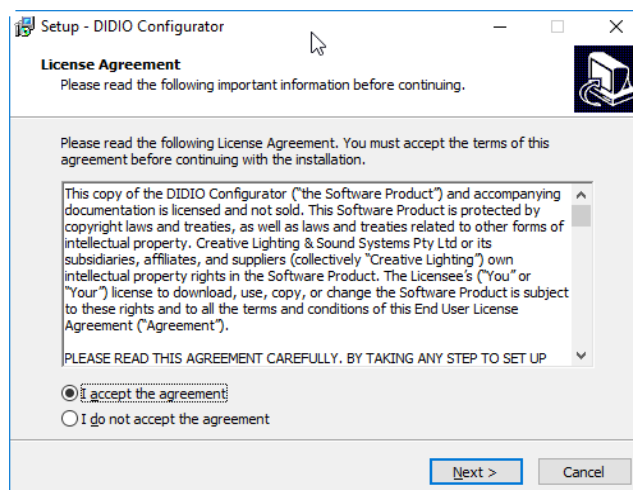 Setup - DIDIO Configurator
License Agreement
Please read the following important information before continuing.
Please read the following License Agreement. You must accept the terms of this
agreement before continuing with the installation.
This copy of the DIDIO Configurator (“the Software Product”) and accompanying
documentation is licensed and not sold. This Software Product is protected by
copyright laws and treaties, as well as laws and treaties related to other forms of
intellectual property. Creative Lighting & Sound Systems Pty Ltd or its
subsidiaries, affiliates, and suppliers (collectively “Creative Lighting”) own
intellectual property rights in the Software Product. The Licensee’s (“You” or
“Your”) license to download, use, copy, or change the Software Product is subject
to these rights and to all the terms and conditions of this End User License
Agreement (“Agreement”).
PLEASE READ THIS AGREEMENT CAREFULLY. BY TAKING ANY STEP TO SET UP
I accept the agreement
I do not accept the agreement
Next >
Cancel